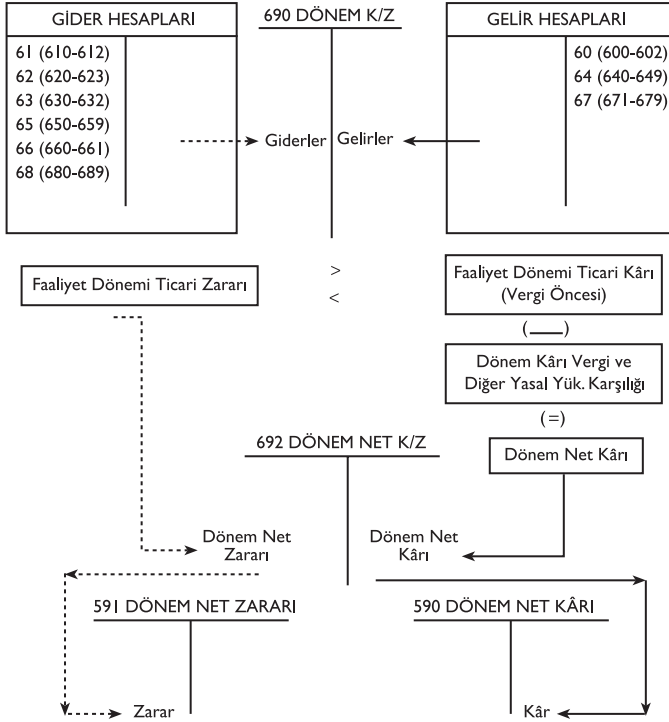 GİDER HESAPLARI
61 (610-612)
62 (620-623)
63 (630-632)
65 (650-659)
66 (660-661)
68 (680-689)
690 DÖNEM K/Z
Giderler
Gelirler
GELİR HESAPLARI
60 (600-602)
64 (640-649)
67 (671-679)
Faaliyet Dönemi Ticari Zararı
>
<
Faaliyet Dönemi Ticari Kârı
(Vergi Öncesi)
(__)
Dönem Kârı Vergi ve
Diğer Yasal Yük. Karşılığı
(=)
Dönem Net Kârı
692 DÖNEM NET K/Z
Dönem Net
Zararı
Dönem Net
Kârı
591 DÖNEM NET ZARARI
Zarar
590 DÖNEM NET KÂRI
Kâr